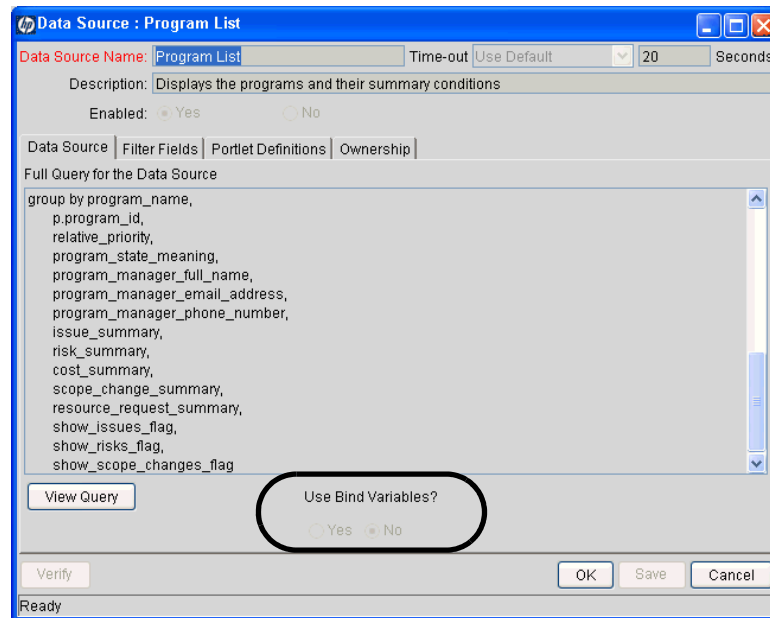 hp Data Source : Program List
Data Source Name: Program List Time-out Use Default 20 Seconds
Description: Displays the programs and their summary conditions
Enabled: Yes No
Data Source Filter Fields Portlet Definitions Ownership
Full Query for the Data Source
group by program_name,
p.program_id,
relative_priority,
program_state_meaning,
program_manager_full_name,
program_manager_email_address,
program_manager_phone_number,
issue_summary,
risk_summary,
cost_summary,
scope_change_summary,
resource_request_summary,
show_issues_flag,
show_risks_flag,
show_scope_changes_flag
View Query Use Bind Variables?
Yes No
Verify OK Save Cancel
Ready